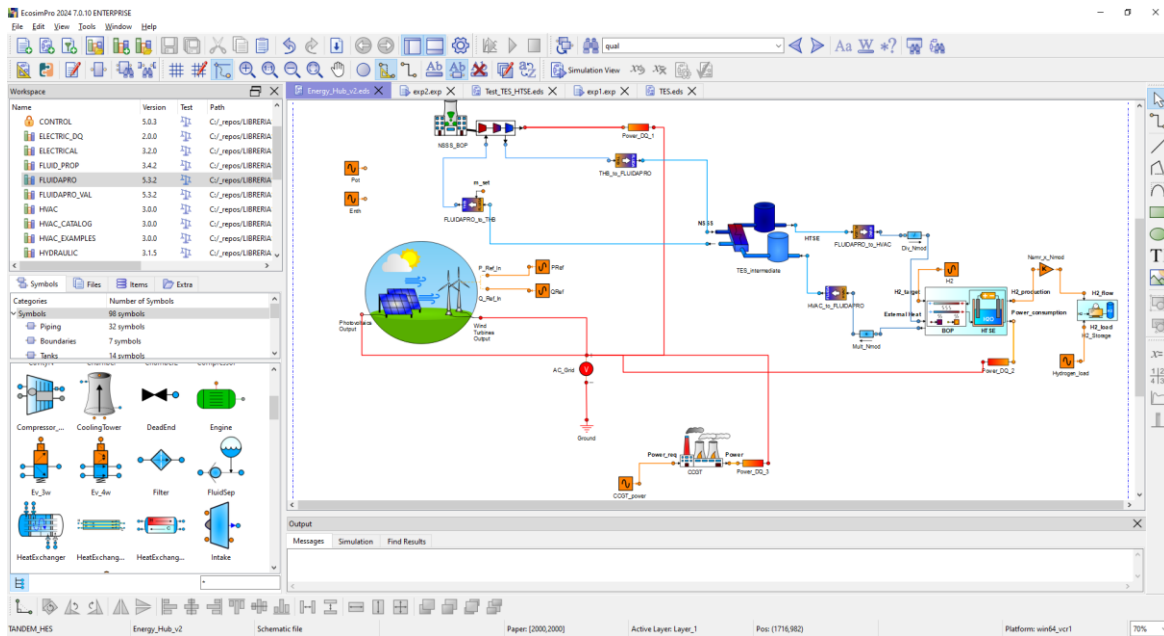 EcosimPro 2024 7.0.10 ENTERPRISE
File Edit View Tools Window Help
qual
Simulation View
Workspace
Name Version Test Path
CONTROL 5.0.3 C:/_repos/LIBRERIA
ELECTRIC_DQ 2.0.0 C:/_repos/LIBRERIA
ELECTRICAL 3.2.0 C:/_repos/LIBRERIA
FLUID_PROP 3.4.2 C:/_repos/LIBRERIA
FLUIDAPRO 5.3.2 C:/_repos/LIBRERIA
FLUIDAPRO_VAL 5.3.2 C:/_repos/LIBRERIA
HVAC 3.0.0 C:/_repos/LIBRERIA
HVAC_CATALOG 3.0.0 C:/_repos/LIBRERIA
HVAC_EXAMPLES 3.0.0 C:/_repos/LIBRERIA
HYDRAULIC 3.1.5 C:/_repos/LIBRERIA
Symbols Files Items Extra
Categories Number of Symbols
Symbols 98 symbols
Piping 32 symbols
Boundaries 7 symbols
Tanks 14 symbols
Compressor_... CoolingTower DeadEnd Engine
Ev_3w Ev_4w Filter FluidSep
HeatExchanger HeatExchang... HeatExchang... Intake
*
Energy_Hub_v2.eds exp2.exp Test_TES_HTSE.eds exp1.exp TES.eds
NSSS_BOP
Power_DQ_1
THB_to_FLUIDAPRO
Pot
Enth
m_set
FLUIDAPRO_to_THB
NSSS
HTSE
TES_intermediate
FLUIDAPRO_to_HVAC
Div_Nmod
HVAC_to_FLUIDAPRO
Mult_Nmod
P_Ref_In
PRef
Q_Ref_In
QRef
Photovoltaics
Output
Wind
Turbines
Output
H2
H2_target
External Heat
BOP
HTSE
H2O
Numr_x_Nmod
K
H2_production
Power_consumption
H2_flow
H2_load
H2_Storage
Hydrogen_load
Power_DQ_2
AC_Grid
V
Ground
Power_req
Power
CCGT
Power_DQ_3
CCGT_power
Output
Messages Simulation Find Results
TANDEM_HES Energy_Hub_v2 Schematic file Paper: [2000,2000] Active Layer: Layer_1 Pos: (1716,982) Platform: win64_vcr1 70%